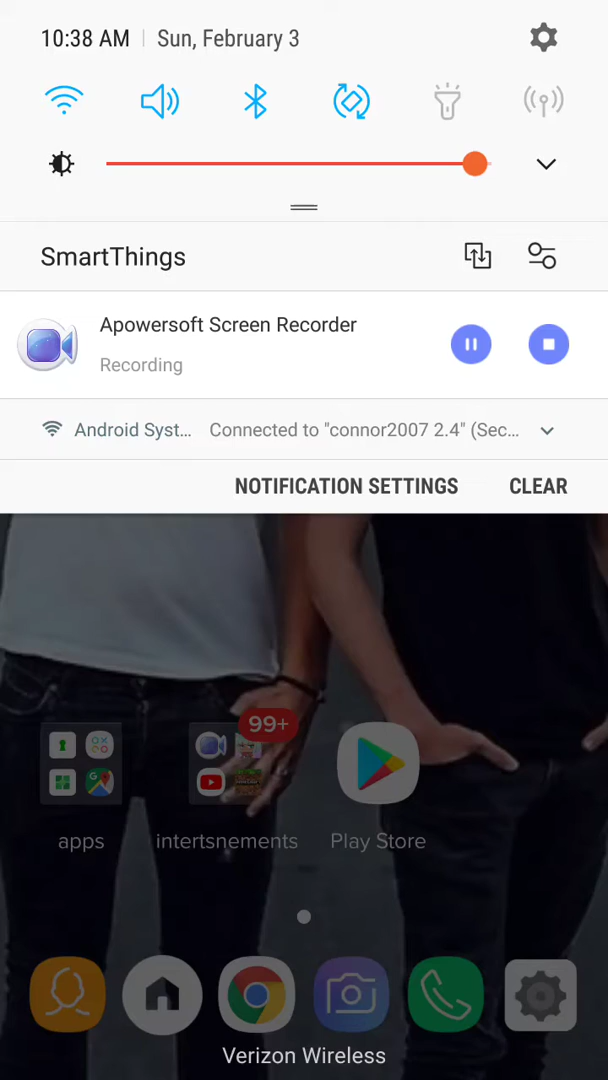 10:38 AM | Sun, February 3
SmartThings
Apowersoft Screen Recorder
Recording
Android Syst... Connected to "connor2007 2.4" (Sec...
NOTIFICATION SETTINGS CLEAR
99+
apps intertsnements Play Store
Verizon Wireless